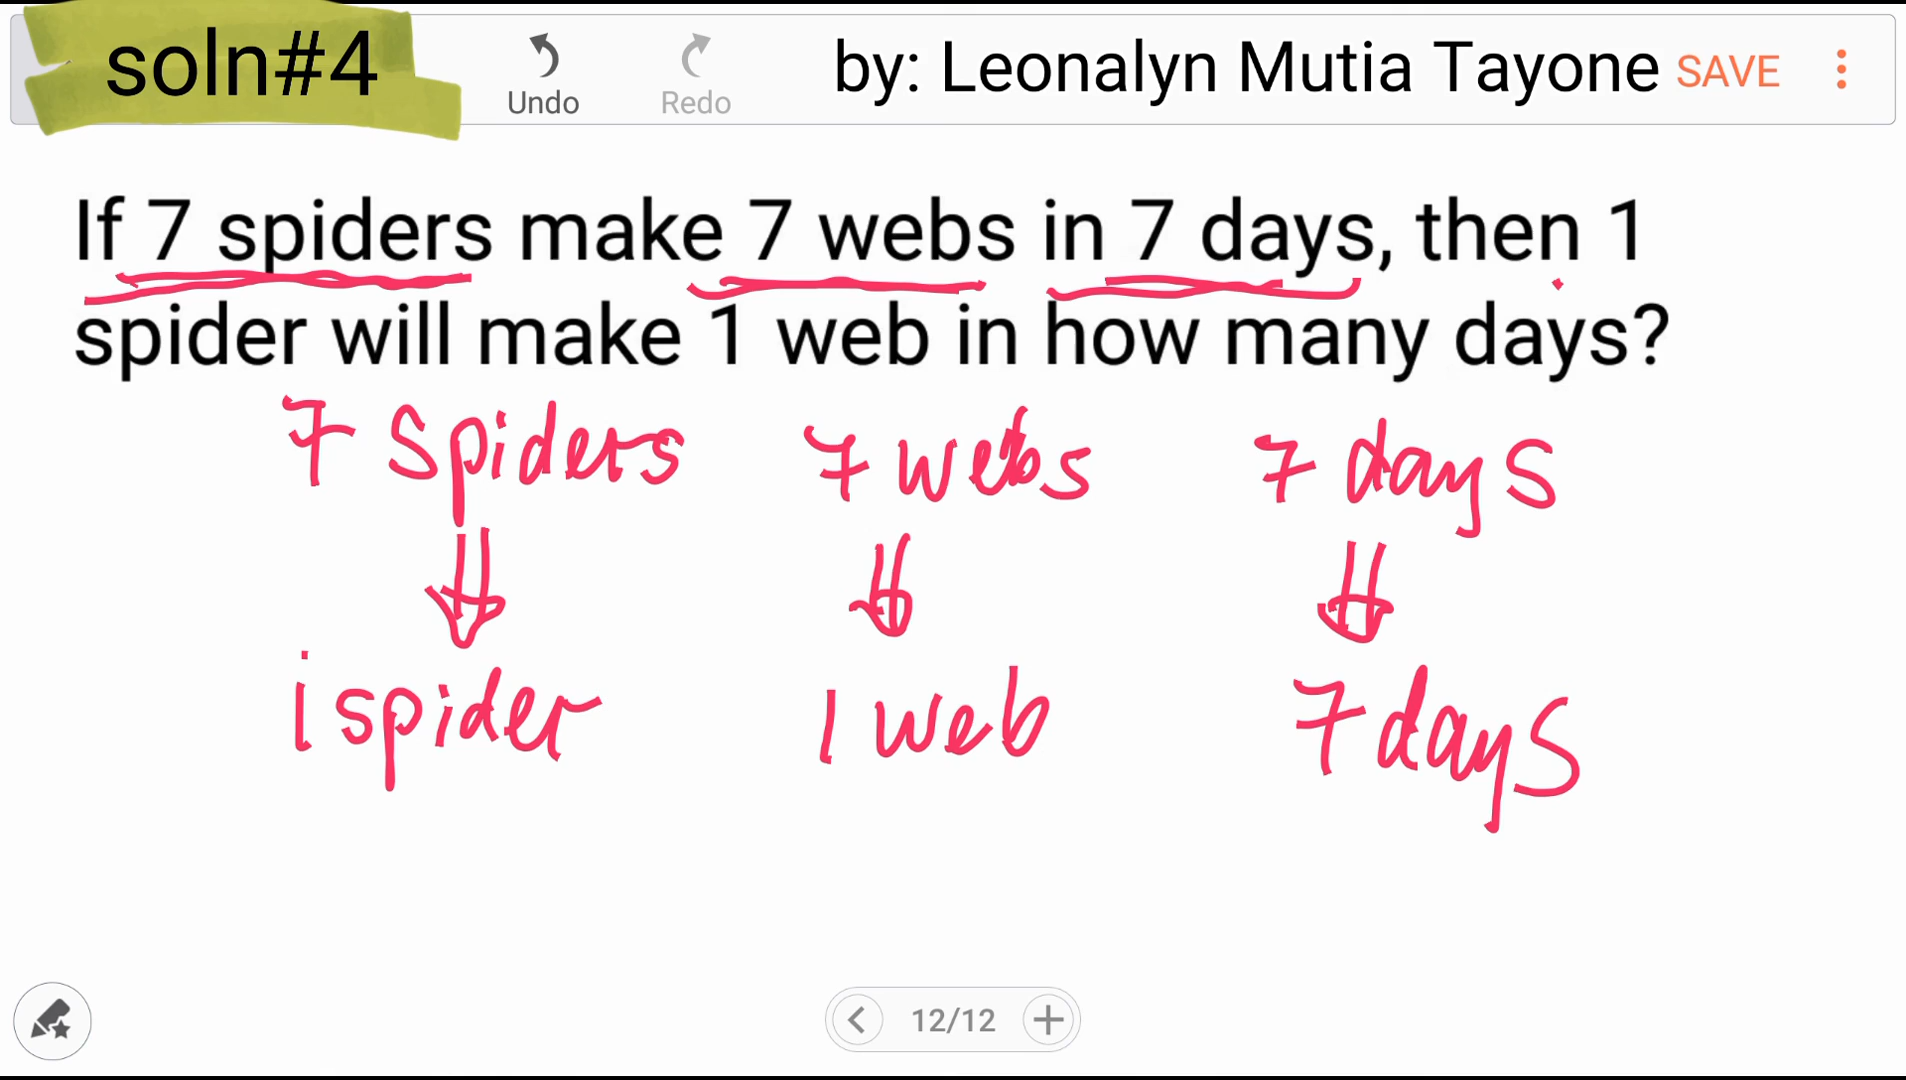 soln#4
Undo
Redo
by: Leonalyn Mutia Tayone
SAVE
If 7 spiders make 7 webs in 7 days, then 1
spider will make 1 web in how many days?
7 spiders 7 webs 7 days
1 spider 1 web 7 days
12/12